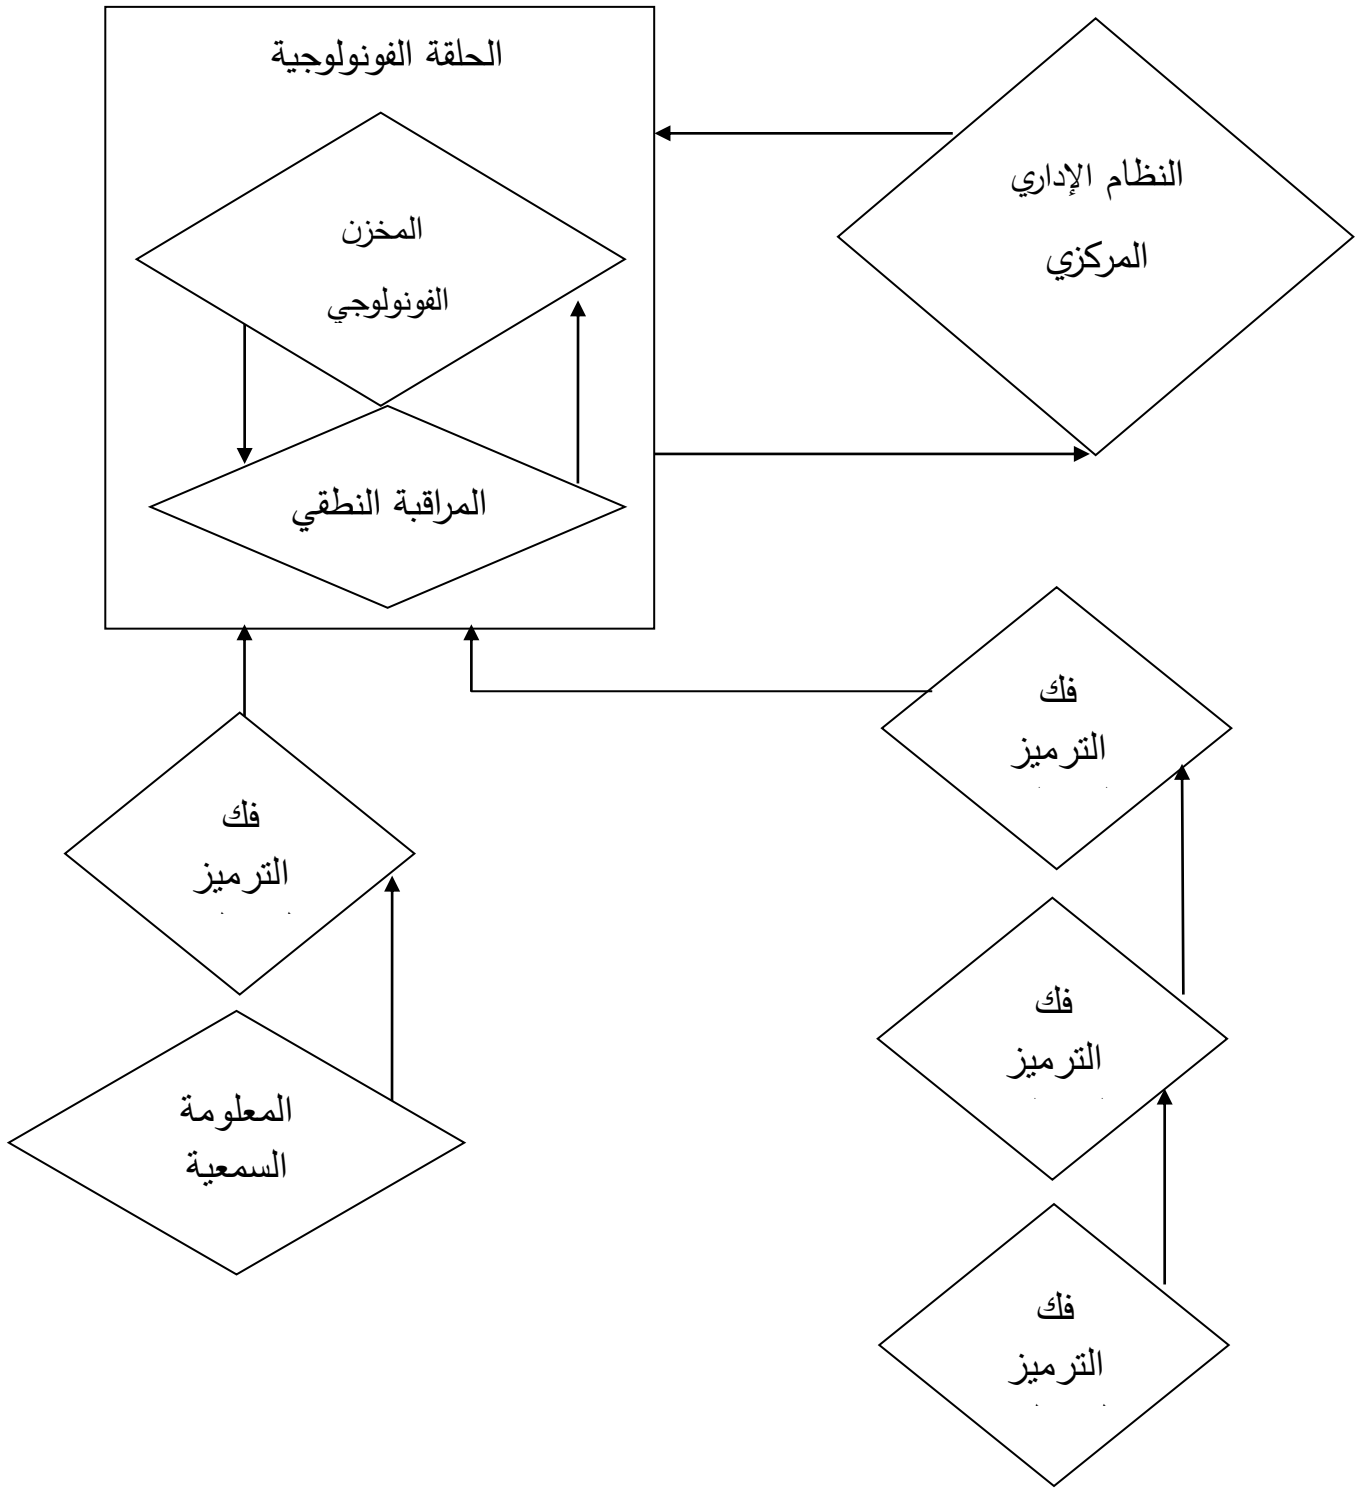 الحلقة الفونولوجية
النظام الإداري
المركزي
المخزن
الفونولوجي
المراقبة النطقي
فك
الترميز
فك
الترميز
المعلومة
السمعية
فك
الترميز
فك
الترميز